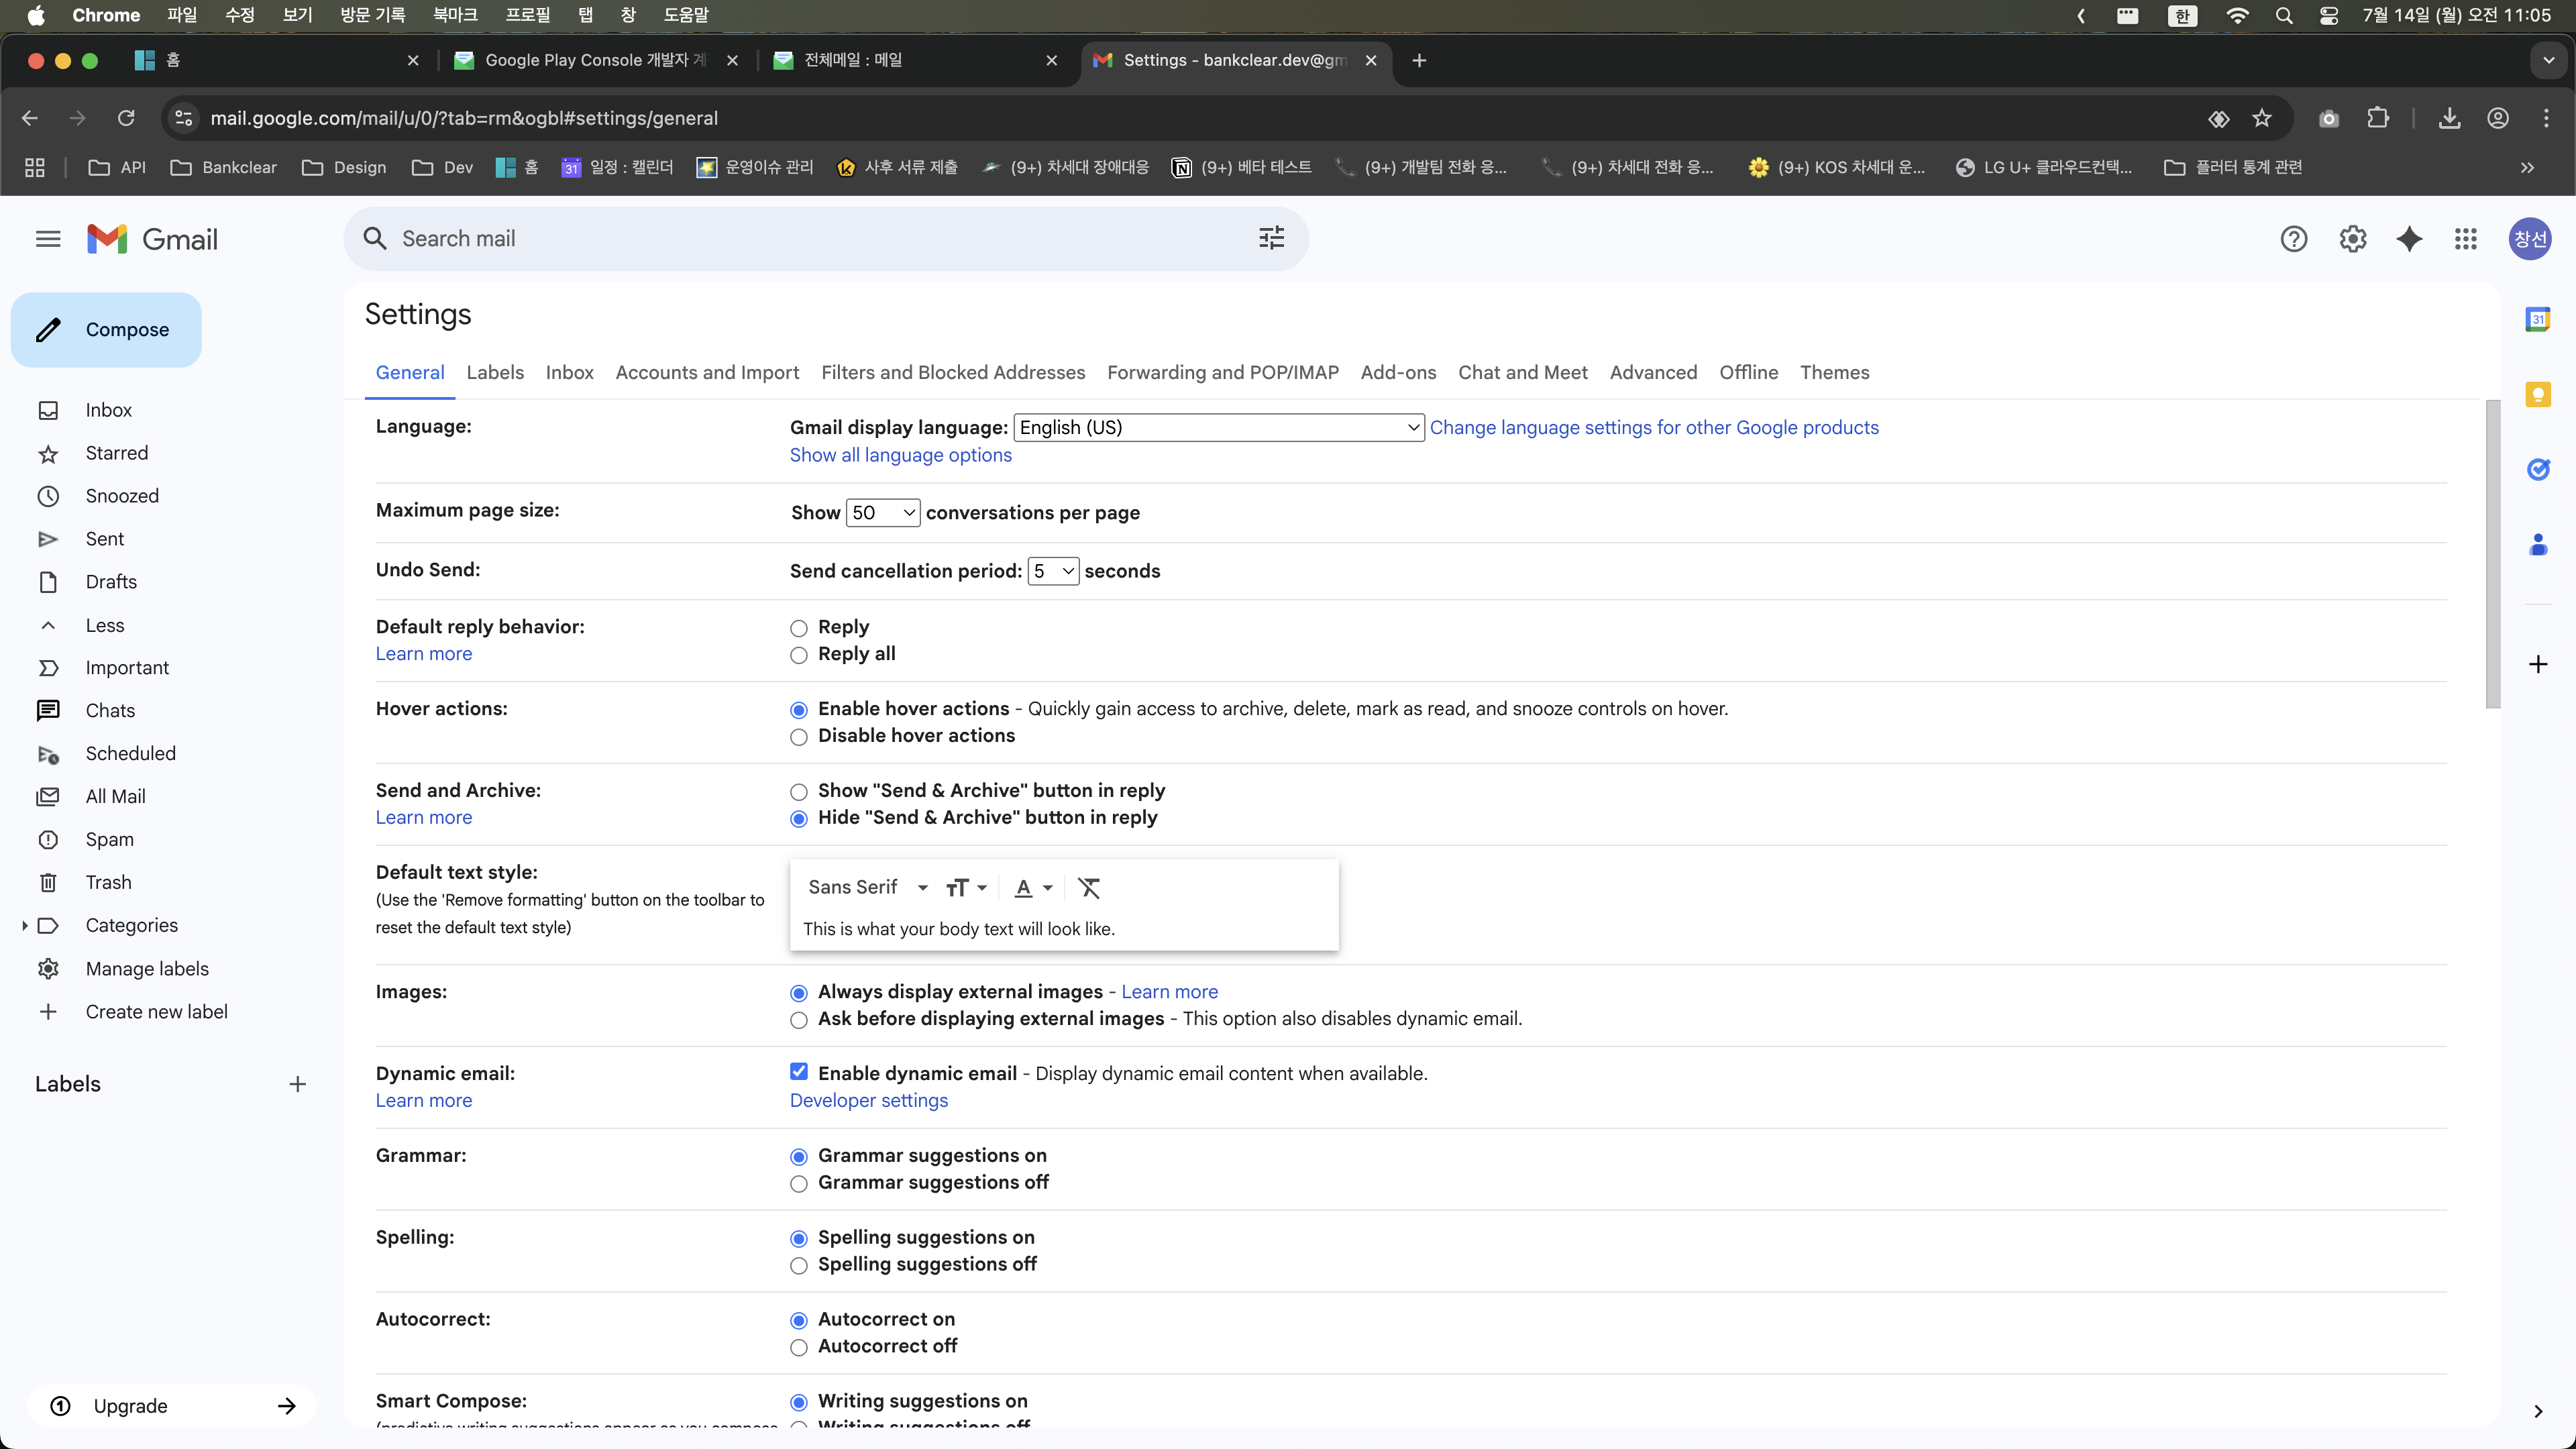 Chrome 파일 수정 보기 방문 기록 북마크 프로필 탭 창 도움말 한 7월 14일 (월) 오전 11:05
홈 Google Play Console 개발자 계 전체메일 : 메일 Settings - bankclear.dev@gm
mail.google.com/mail/u/0/?tab=rm&ogbl#settings/general
API Bankclear Design Dev 홈 31 일정 : 캘린더 운영이슈 관리 사후 서류 제출 (9+) 차세대 장애대응 (9+) 베타 테스트 (9+) 개발팀 전화 응... (9+) 차세대 전화 응... (9+) KOS 차세대 운... LG U+ 클라우드컨택... 플러터 통계 관련
Gmail
Search mail
창선
Compose
Inbox
Starred
Snoozed
Sent
Drafts
Less
Important
Chats
Scheduled
All Mail
Spam
Trash
Categories
Manage labels
Create new label
Labels
Upgrade
Settings
General Labels Inbox Accounts and Import Filters and Blocked Addresses Forwarding and POP/IMAP Add-ons Chat and Meet Advanced Offline Themes
Language:
Gmail display language: English (US) Change language settings for other Google products
Show all language options
Maximum page size:
Show 50 conversations per page
Undo Send:
Send cancellation period: 5 seconds
Default reply behavior:
Learn more
Reply
Reply all
Hover actions:
Enable hover actions - Quickly gain access to archive, delete, mark as read, and snooze controls on hover.
Disable hover actions
Send and Archive:
Learn more
Show "Send & Archive" button in reply
Hide "Send & Archive" button in reply
Default text style:
(Use the 'Remove formatting' button on the toolbar to
reset the default text style)
Sans Serif
This is what your body text will look like.
Images:
Always display external images - Learn more
Ask before displaying external images - This option also disables dynamic email.
Dynamic email:
Learn more
Enable dynamic email - Display dynamic email content when available.
Developer settings
Grammar:
Grammar suggestions on
Grammar suggestions off
Spelling:
Spelling suggestions on
Spelling suggestions off
Autocorrect:
Autocorrect on
Autocorrect off
Smart Compose:
(predictive writing suggestions appear as you compose
Writing suggestions on
Writing suggestions off
31